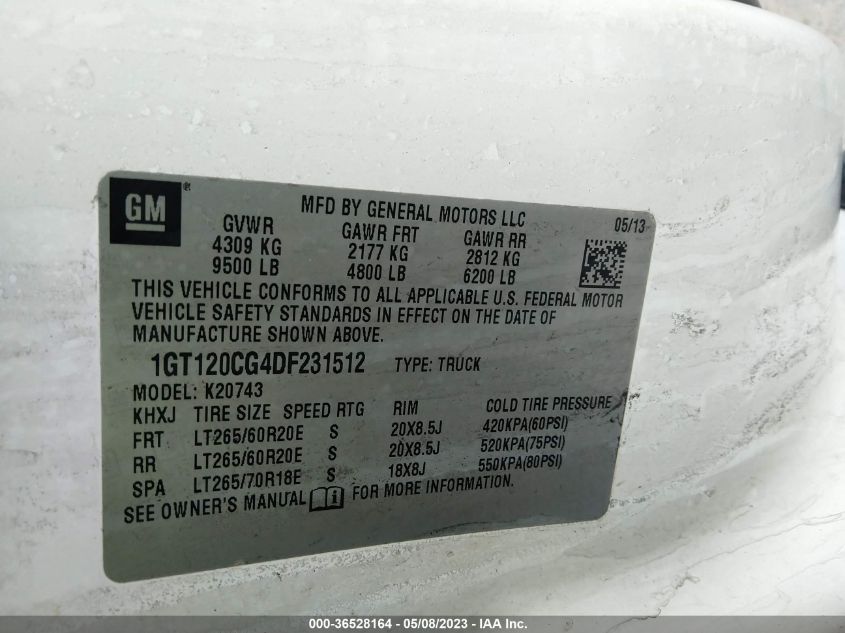 GM®
MFD BY GENERAL MOTORS LLC 05/13
GVWR GAWR FRT GAWR RR
4309 KG 2177 KG 2812 KG
9500 LB 4800 LB 6200 LB
THIS VEHICLE CONFORMS TO ALL APPLICABLE U.S. FEDERAL MOTOR
VEHICLE SAFETY STANDARDS IN EFFECT ON THE DATE OF
MANUFACTURE SHOWN ABOVE.
1GT120CG4DF231512 TYPE: TRUCK
MODEL: K20743
KHXJ TIRE SIZE SPEED RTG RIM COLD TIRE PRESSURE
FRT LT265/60R20E S 20X8.5J 420KPA(60PSI)
RR LT265/60R20E S 20X8.5J 520KPA(75PSI)
SPA LT265/70R18E S 18X8J 550KPA(80PSI)
SEE OWNER'S MANUAL FOR MORE INFORMATION.
000-36528164 - 05/08/2023 - IAA Inc.